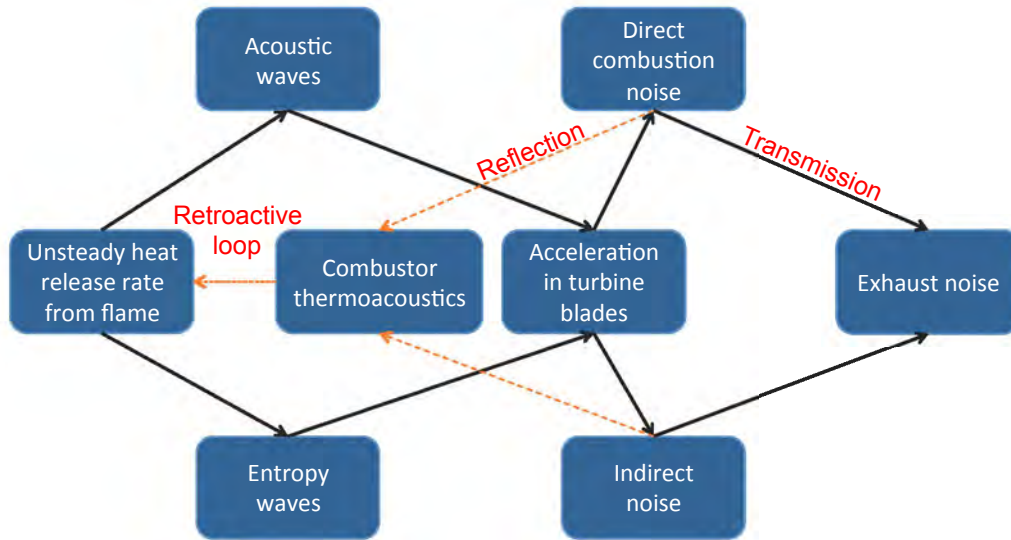 Acoustic
waves
Direct
combustion
noise
Reflection
Transmission
Retroactive
loop
Unsteady heat
release rate
from flame
Combustor
thermoacoustics
Acceleration
in turbine
blades
Exhaust noise
Entropy
waves
Indirect
noise